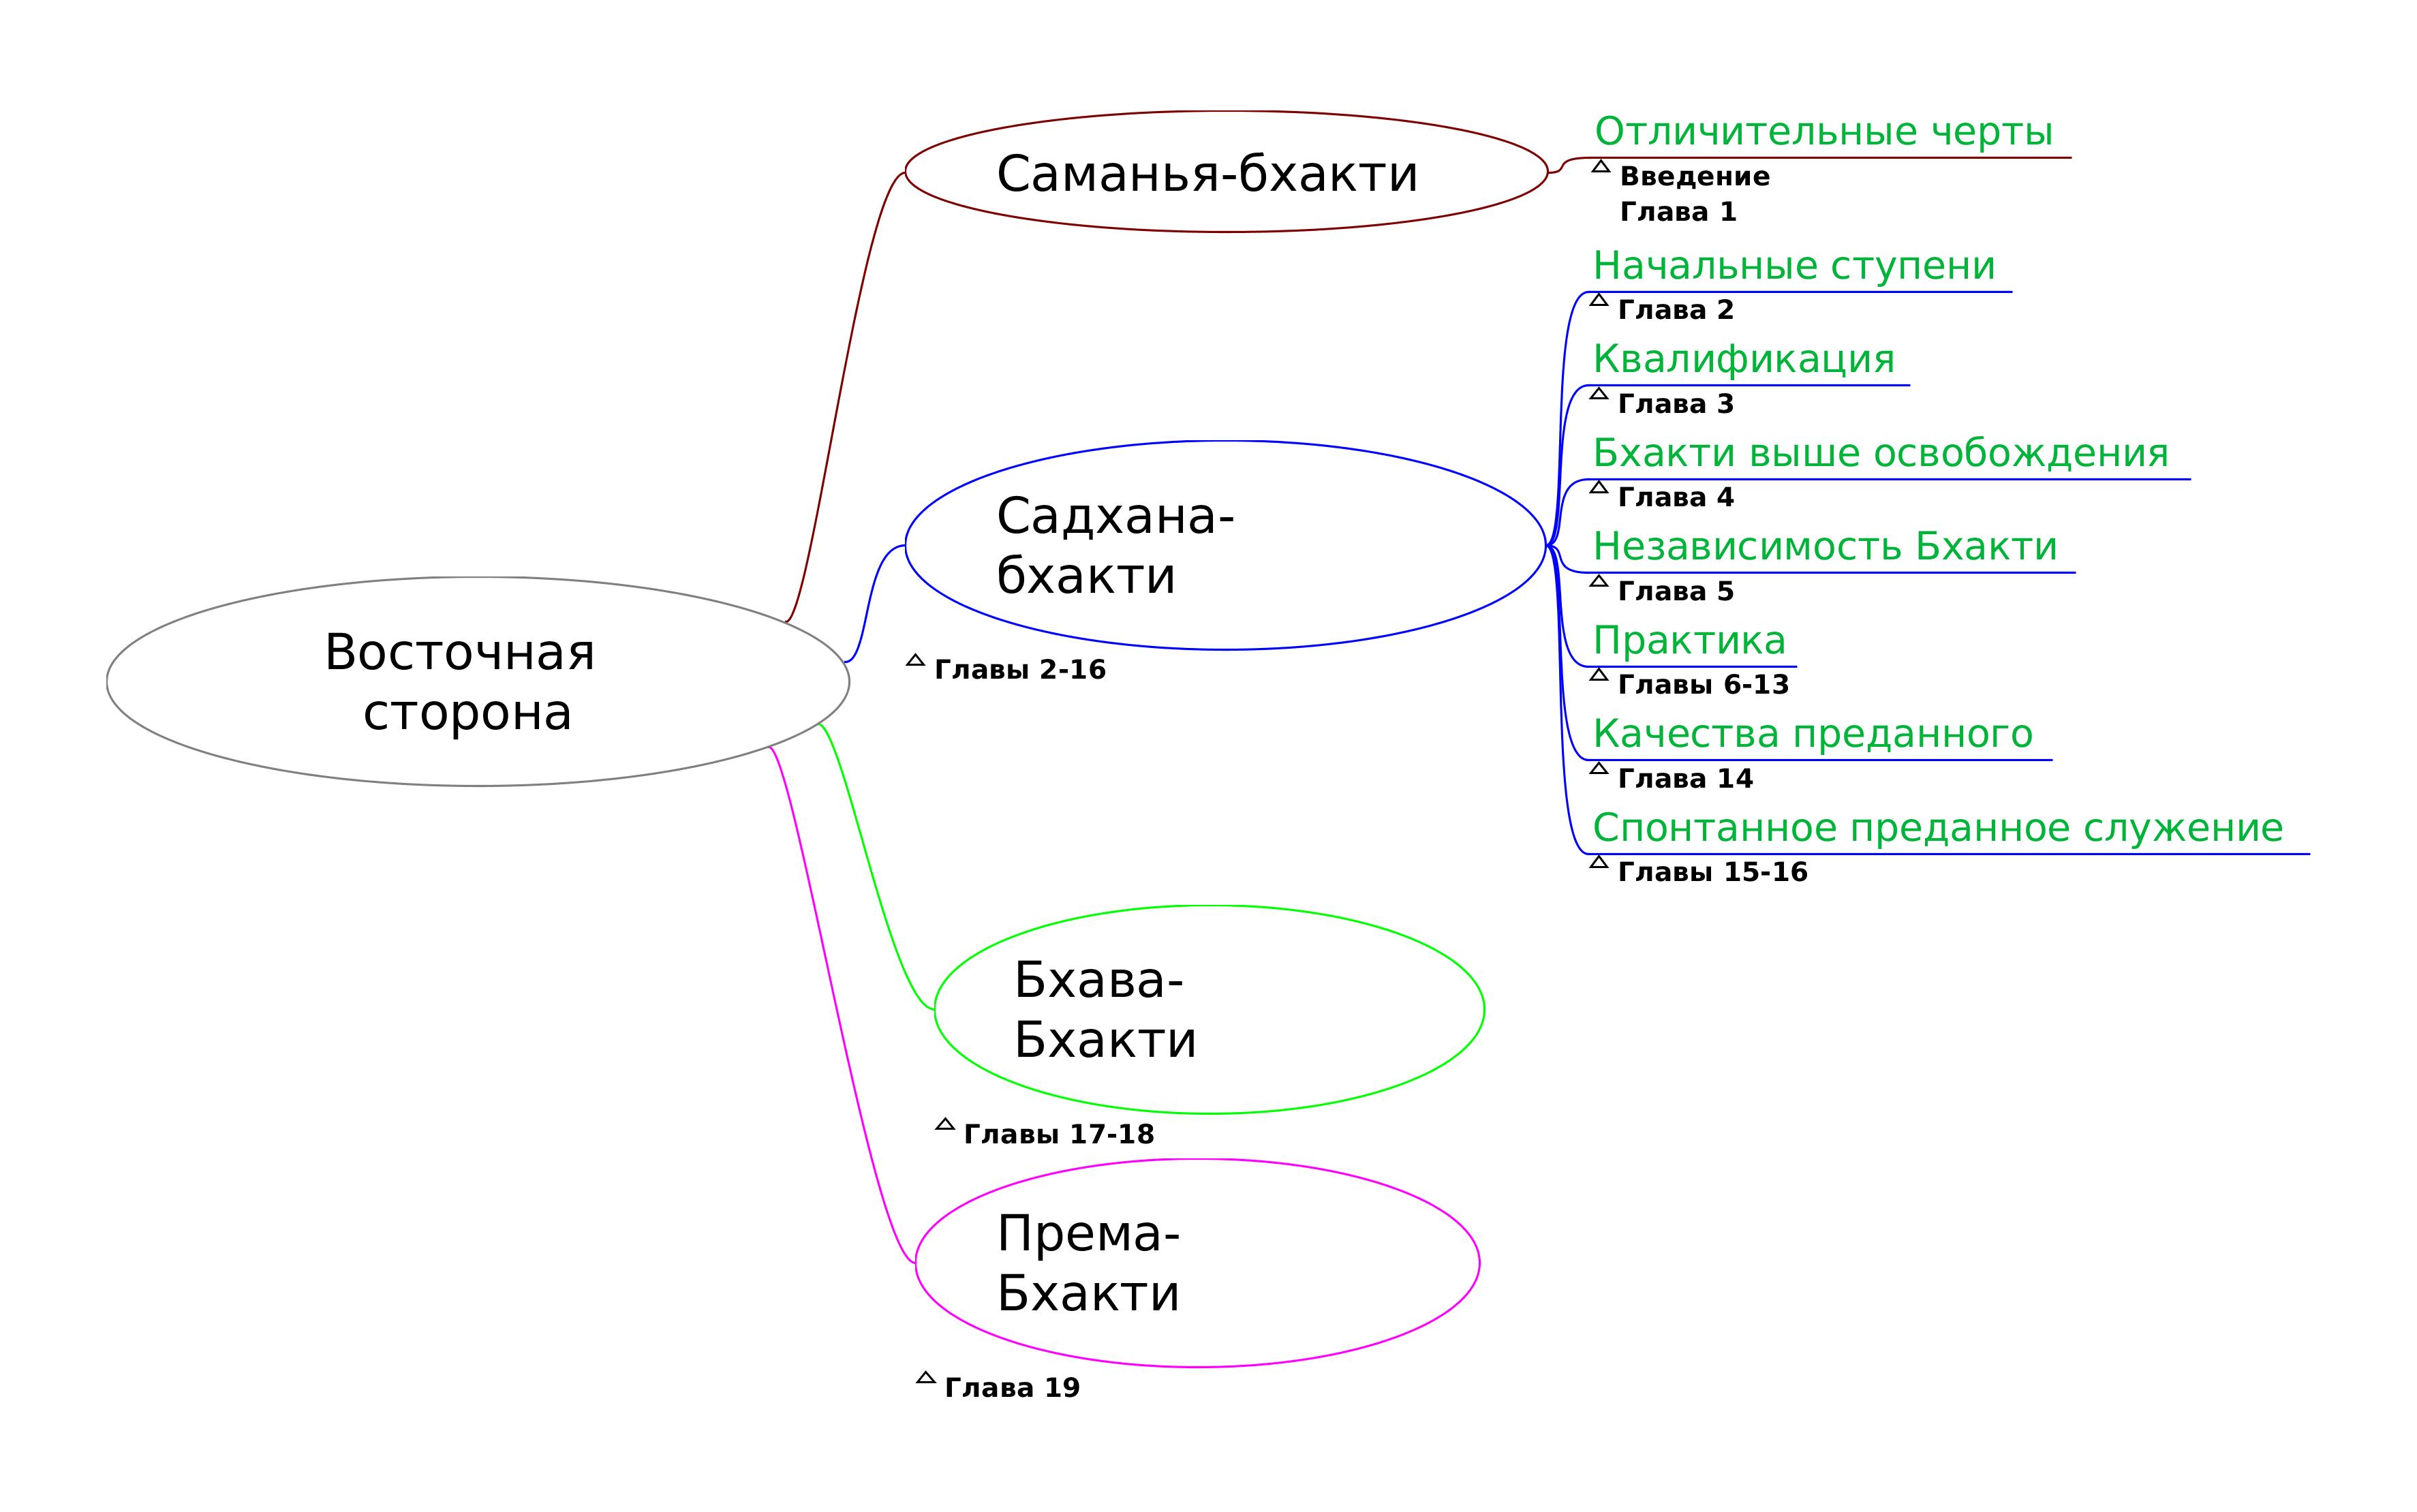 Восточная
сторона
Саманья-бхакти
Отличительные черты
Введение
Глава 1
Садхана-
бхакти
Главы 2-16
Начальные ступени
Глава 2
Квалификация
Глава 3
Бхакти выше освобождения
Глава 4
Независимость Бхакти
Глава 5
Практика
Главы 6-13
Качества преданного
Глава 14
Спонтанное преданное служение
Главы 15-16
Бхава-
Бхакти
Главы 17-18
Према-
Бхакти
Глава 19